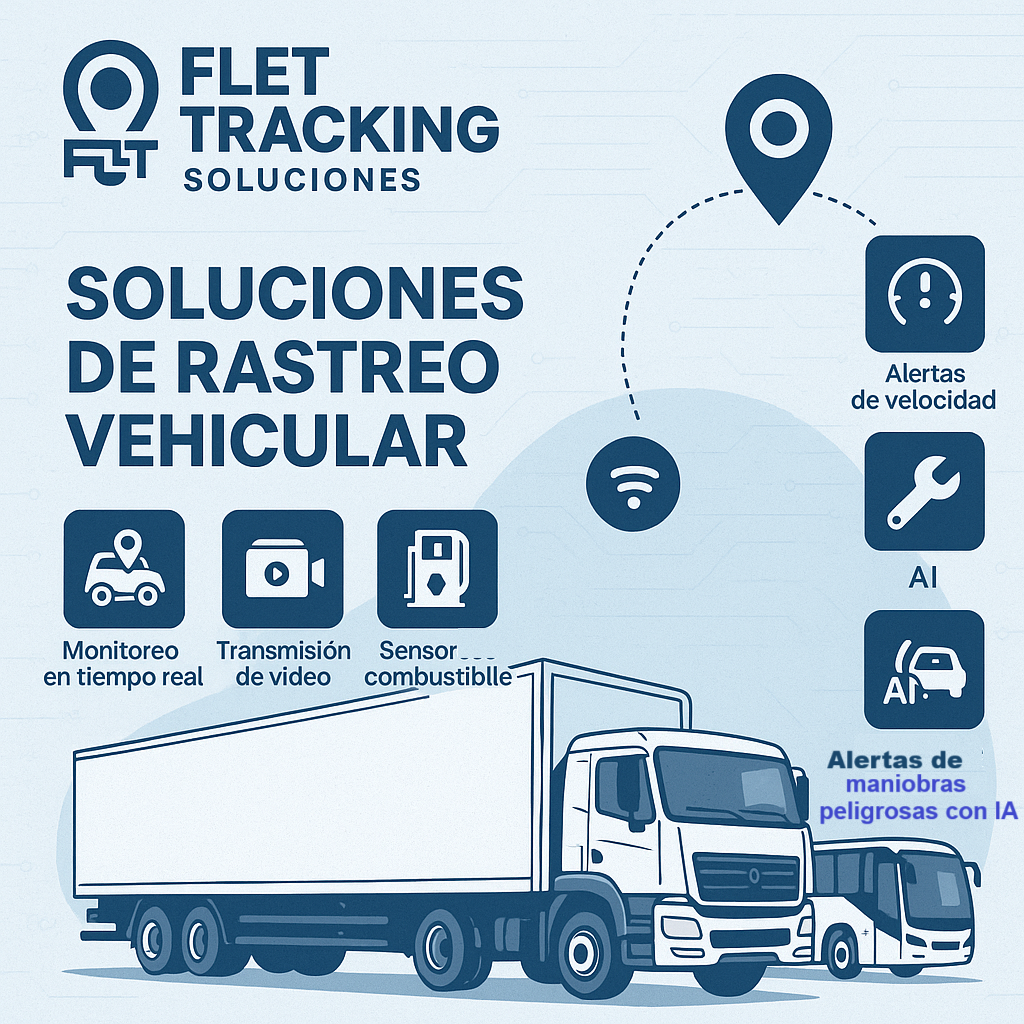 FLT
FLET
TRACKING
SOLUCIONES
SOLUCIONES
DE RASTREO
VEHICULAR
Monitoreo
en tiempo real
Transmisión
de video
Sensor
combustiblle
Alertas
de velocidad
AI
AI
Alertas de
maniobras
peligrosas con IA